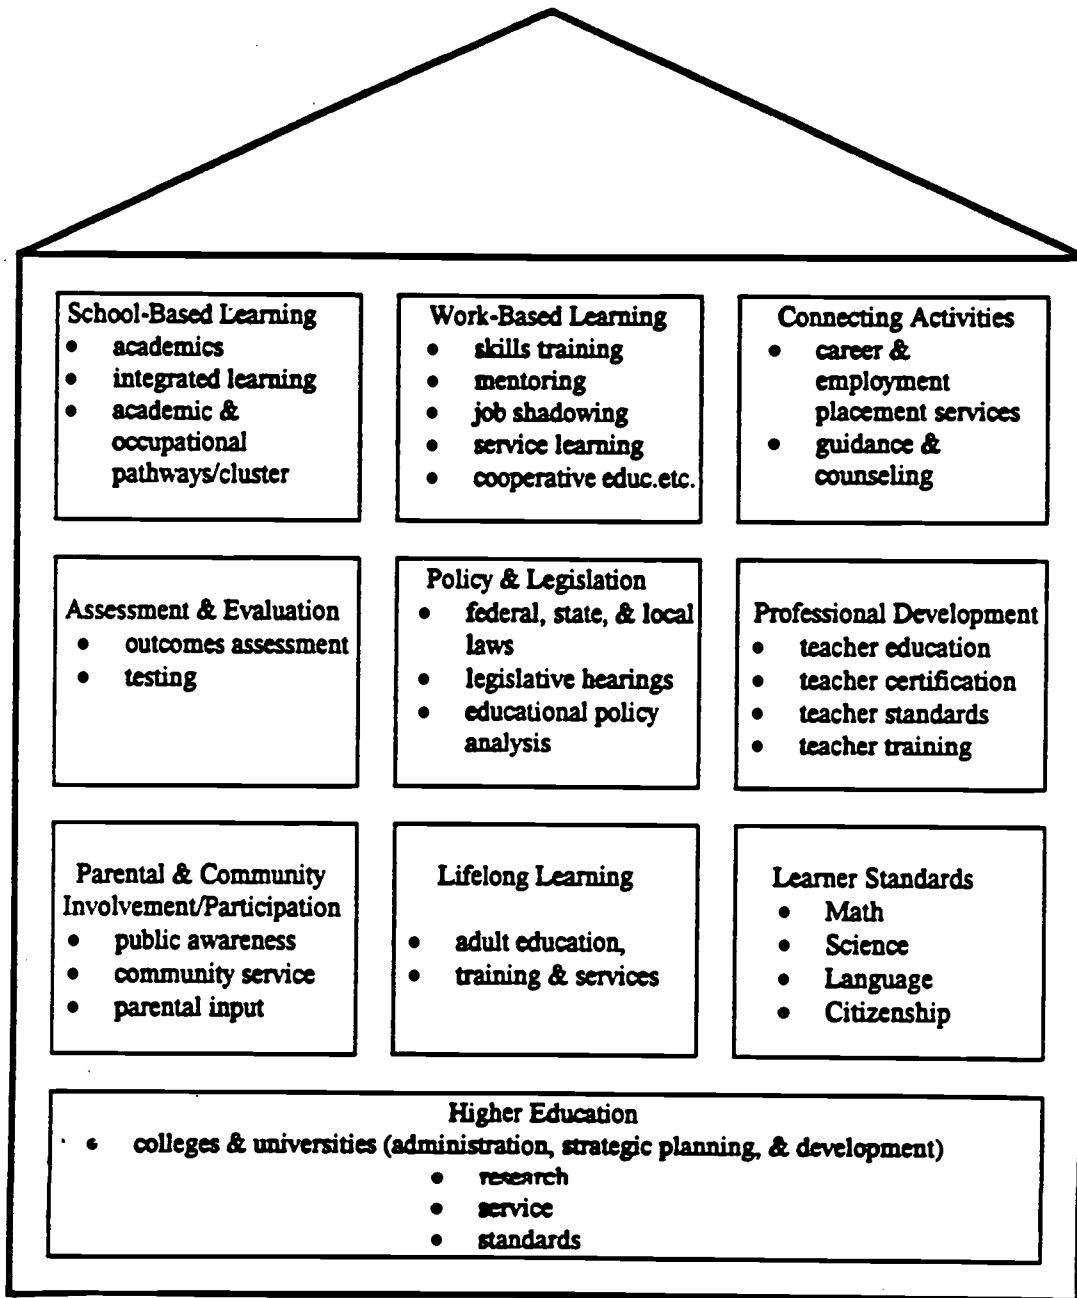 School-Based Learning
• academics
• integrated learning
• academic &
occupational
pathways/cluster
Work-Based Learning
• skills training
• mentoring
• job shadowing
• service learning
• cooperative educ.etc.
Connecting Activities
• career &
employment
placement services
• guidance &
counseling
Assessment & Evaluation
• outcomes assessment
• testing
Policy & Legislation
• federal, state, & local
laws
• legislative hearings
• educational policy
analysis
Professional Development
• teacher education
• teacher certification
• teacher standards
• teacher training
Parental & Community
Involvement/Participation
• public awareness
• community service
• parental input
Lifelong Learning
• adult education,
• training & services
Learner Standards
• Math
• Science
• Language
• Citizenship
Higher Education
• colleges & universities (administration, strategic planning, & development)
• research
• service
• standards